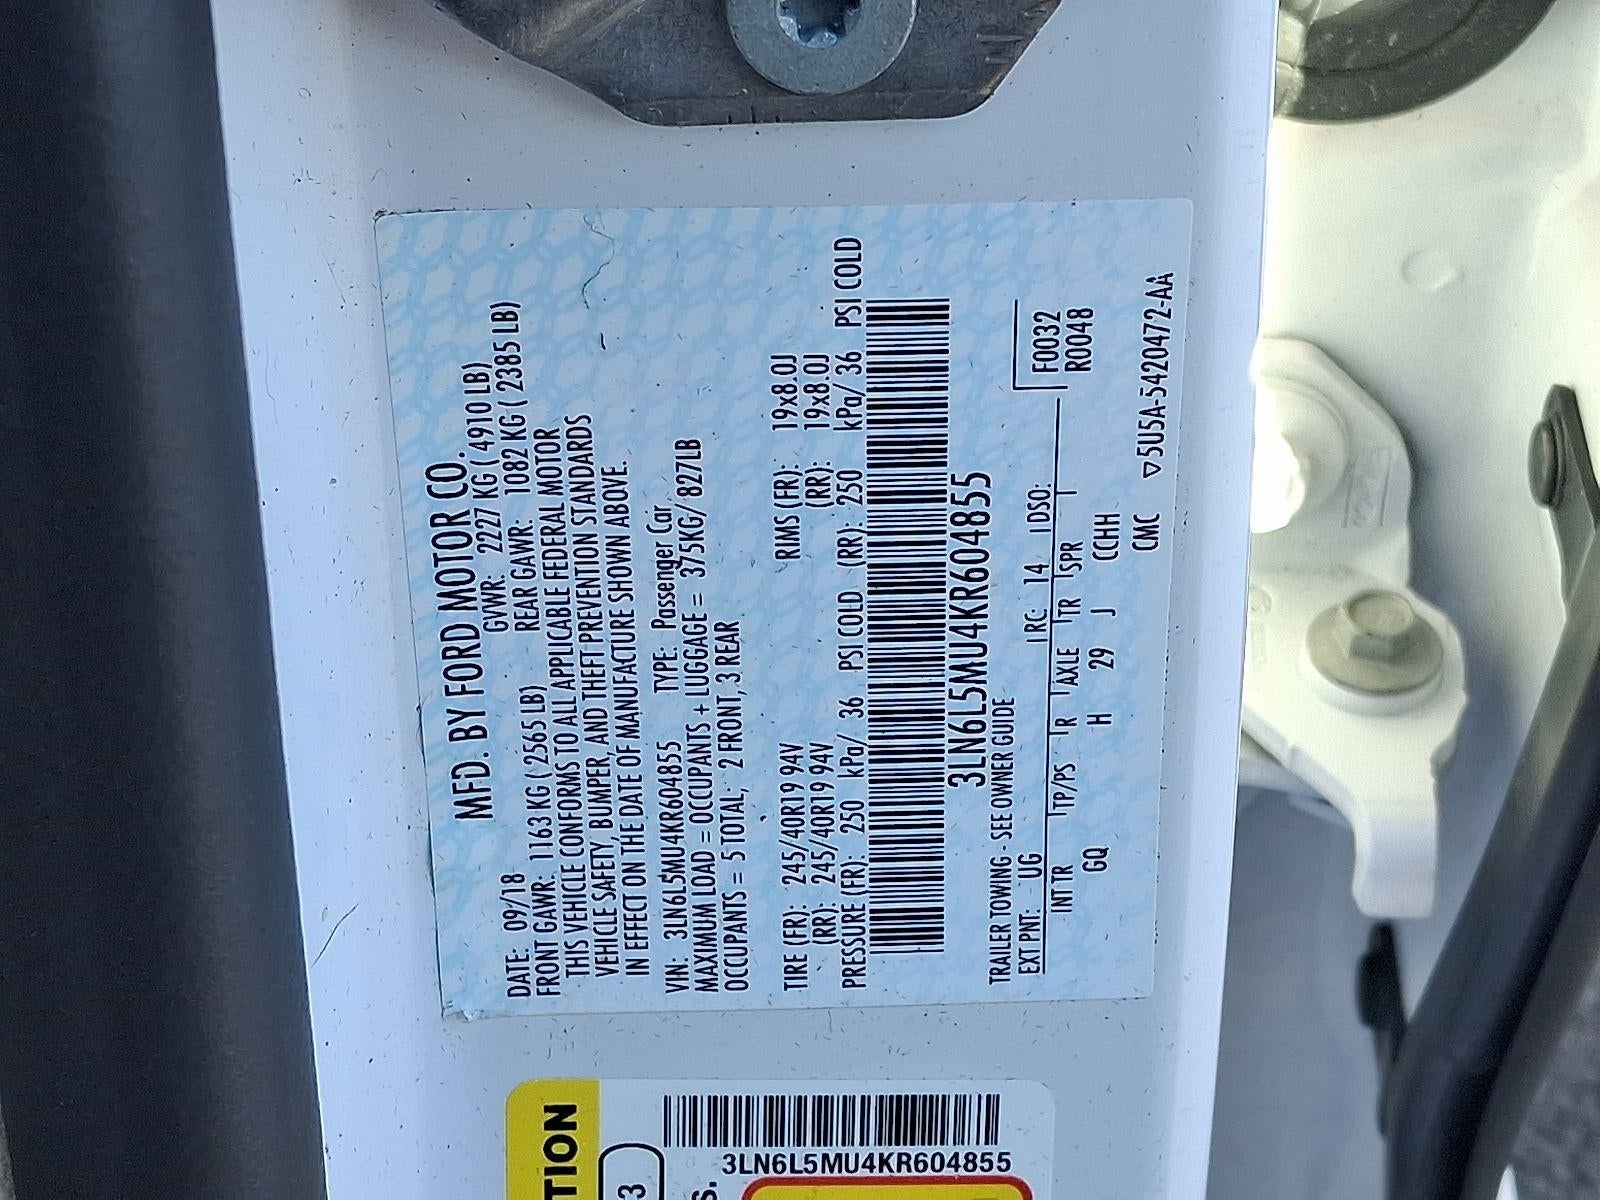 MFD. BY FORD MOTOR CO.
DATE: 09/18 GVWR: 2227 KG ( 4910 LB)
FRONT GAWR: 1163 KG ( 2565 LB) REAR GAWR: 1082 KG ( 2385 LB)
THIS VEHICLE CONFORMS TO ALL APPLICABLE FEDERAL MOTOR
VEHICLE SAFETY, BUMPER, AND THEFT PREVENTION STANDARDS
IN EFFECT ON THE DATE OF MANUFACTURE SHOWN ABOVE.
VIN: 3LN6L5MU4KR604855 TYPE: Passenger Car
MAXIMUM LOAD = OCCUPANTS + LUGGAGE = 375KG/ 827LB
OCCUPANTS = 5 TOTAL, 2 FRONT, 3 REAR
TIRE (FR): 245/40R19 94V RIMS (FR): 19x8.0J
(RR): 245/40R19 94V (RR): 19x8.0J
PRESSURE (FR): 250 kPa/ 36 PSI COLD (RR): 250 kPa/ 36 PSI COLD
3LN6L5MU4KR604855
TRAILER TOWING - SEE OWNER GUIDE
EXT PNT: UG RC: 14 DSO: F0032
INT TR TP/PS R AXLE TR SPR R0048
GQ H 29 J CCHH
CMC ▽5U5A-5420472-AA
TION
3
S.
3LN6L5MU4KR604855